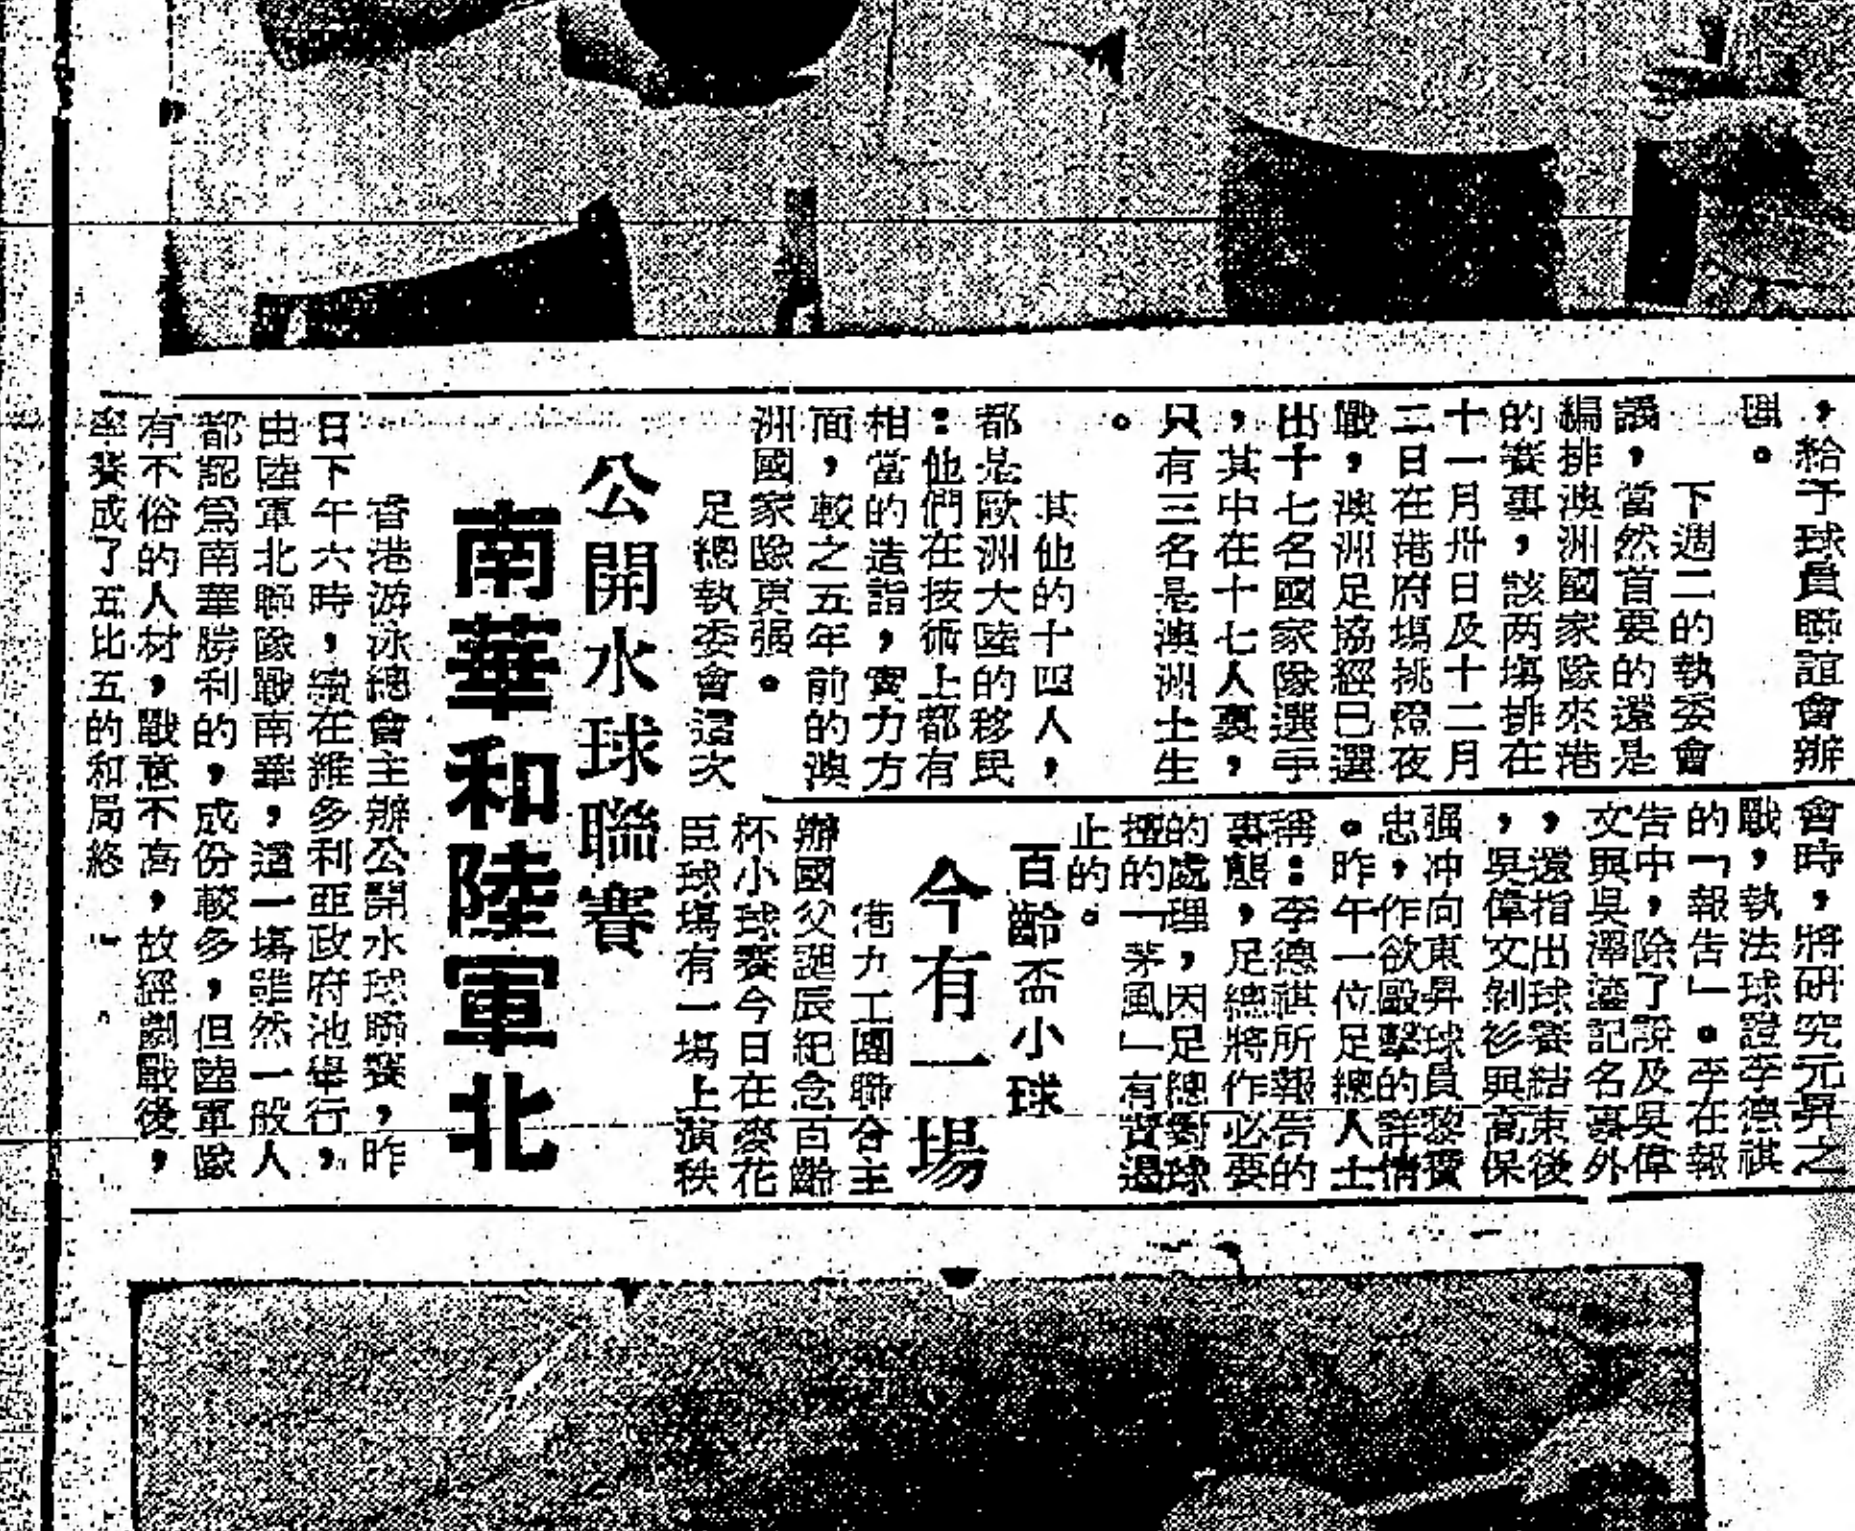 ，給予球員聯誼會辦
理。
下週二的執委會
議，當然首要的還是
編排澳洲國家隊來港
的賽事，該两塲排在
十一月卅日及十二月
三日在港府塲挑燈夜
戰，澳洲足協經已選
出十七名國家隊選手
，其中在十七人裏，
只有三名是澳洲土生
。
其他的十四人，
都是歐洲大陸的移民
：他們在技術上都有
相當的造詣，實力方
面，較之五年前的澳
洲國家隊更强。
足總執委會這次
會時，將研究元昇之
戰，執法球證李德祺
的「報告」。李在報
告中，除了說及吳偉
文與吳澤記名事外
，還指出球賽結束後
，吳偉文剝衫與高保
强冲向東昇球員黎寶
忠，作欲毆擊的詳情
。昨午一位足總人士
稱：李德祺所報告的
事態，足總將作必要
的處理，因足總對球
壇的「茅風」有責遏
止的。
百齡盃小球
今有一場
港九工團聯合主
辦國父誕辰紀念百齡
杯小球賽今日在麥花
臣球塲有一塲上演秩
公開水球聯賽
南華和陸軍北
香港游泳總會主辦公開水球聯賽，昨
日下午六時，續在維多利亞政府池舉行，
由陸軍北聯隊戰南華，這一塲雖然一般人
都認爲南華勝利的，成份較多，但陸軍隊
有不俗的人材，戰意不高，故經劇戰後，
率賽成了五比五的和局終。